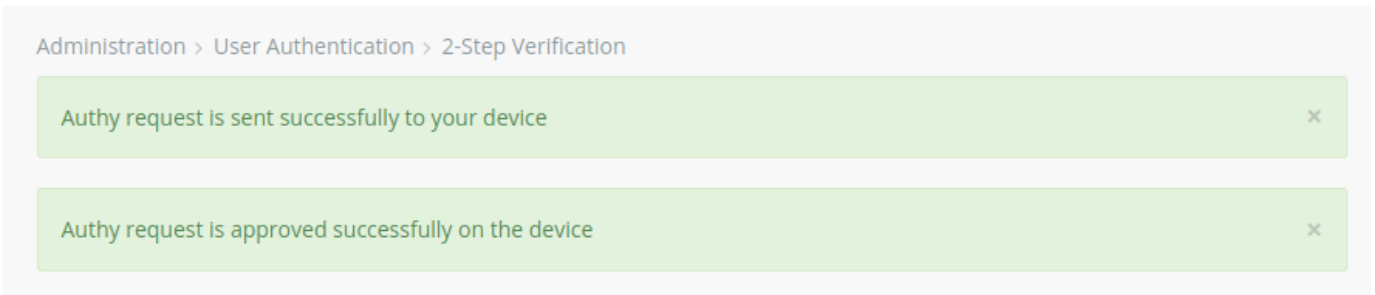 Administration > User Authentication > 2-Step Verification
Authy request is sent successfully to your device ×
Authy request is approved successfully on the device ×